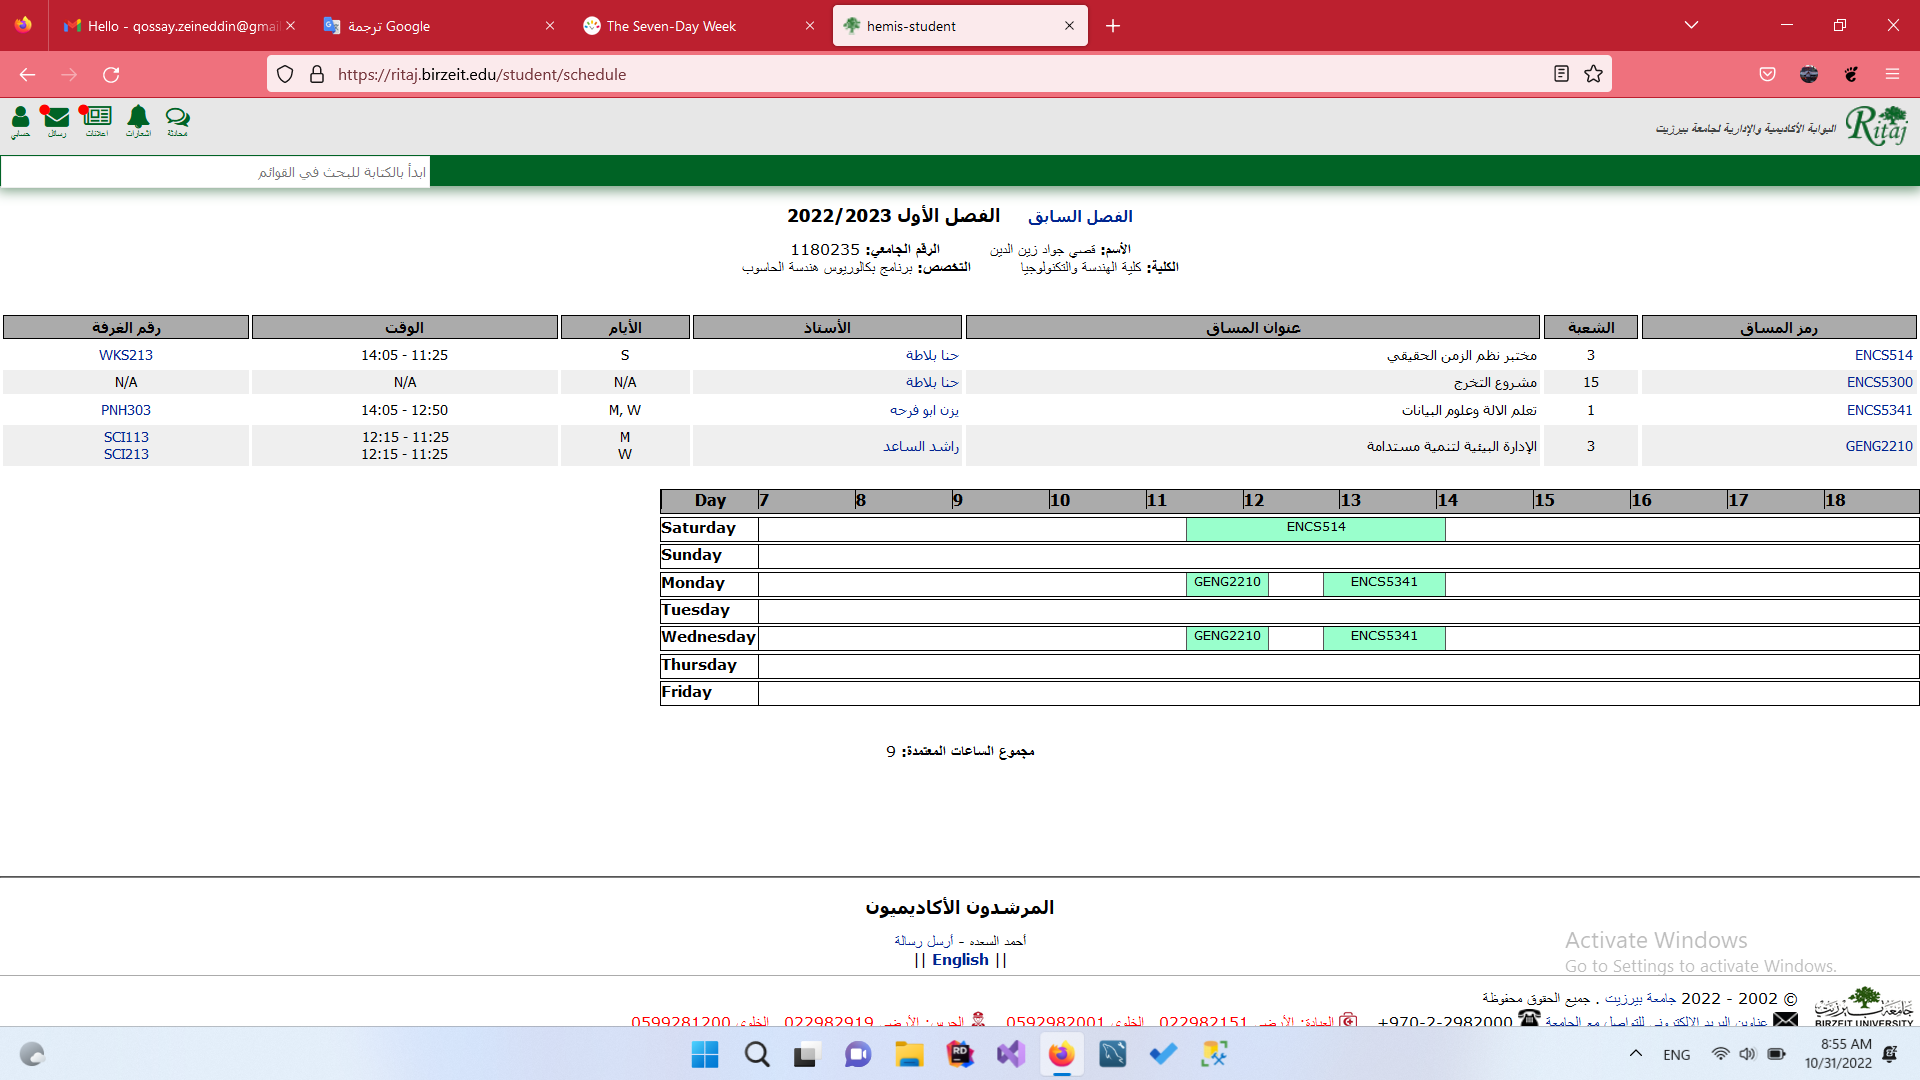 Hello - qossay.zeineddin@gmai
ترجمة Google
The Seven-Day Week
hemis-student
https://ritaj.birzeit.edu/student/schedule
حسابي
رسائل
اعلانات
اشعارات
محادثة
البوابة الأكاديمية والإدارية لجامعة بيرزيت
Ritaj
ابدأ بالكتابة للبحث في القوائم
الفصل السابق الفصل الأول 2022/2023
الأسم: قصي جواد زين الدين الرقم الجامعي: 1180235
الكلية: كلية الهندسة والتكنولوجيا التخصص: برنامج بكالوريوس هندسة الحاسوب
رمز المساق الشعبة عنوان المساق الأستاذ الأيام الوقت رقم الغرفة
ENCS514 3 مختبر نظم الزمن الحقيقي حنا بلاطة S 11:25 - 14:05 WKS213
ENCS5300 15 مشروع التخرج حنا بلاطة N/A N/A N/A
ENCS5341 1 تعلم الالة وعلوم البيانات يزن ابو فرحه M, W 12:50 - 14:05 PNH303
GENG2210 3 الإدارة البيئية لتنمية مستدامة راشد الساعد M 11:25 - 12:15 SCI113
W 11:25 - 12:15 SCI213
Day 7 8 9 10 11 12 13 14 15 16 17 18
Saturday ENCS514
Sunday
Monday GENG2210 ENCS5341
Tuesday
Wednesday GENG2210 ENCS5341
Thursday
Friday
مجموع الساعات المعتمدة: 9
المرشدون الأكاديميون
أحمد السعده - أرسل رسالة
|| English ||
Activate Windows
Go to Settings to activate Windows.
© 2002 - 2022 جامعة بيرزيت . جميع الحقوق محفوظة
عناوين البريد الالكتروني للتواصل مع الجامعة +970-2-2982000 العيادة: الأرضي 022982151 الخلوي 0592982001 الحرس: الأرضي 022982919 الخلوي 0599281200
جامعة بيرزيت
BIRZEIT UNIVERSITY
RD
ENG
8:55 AM
10/31/2022